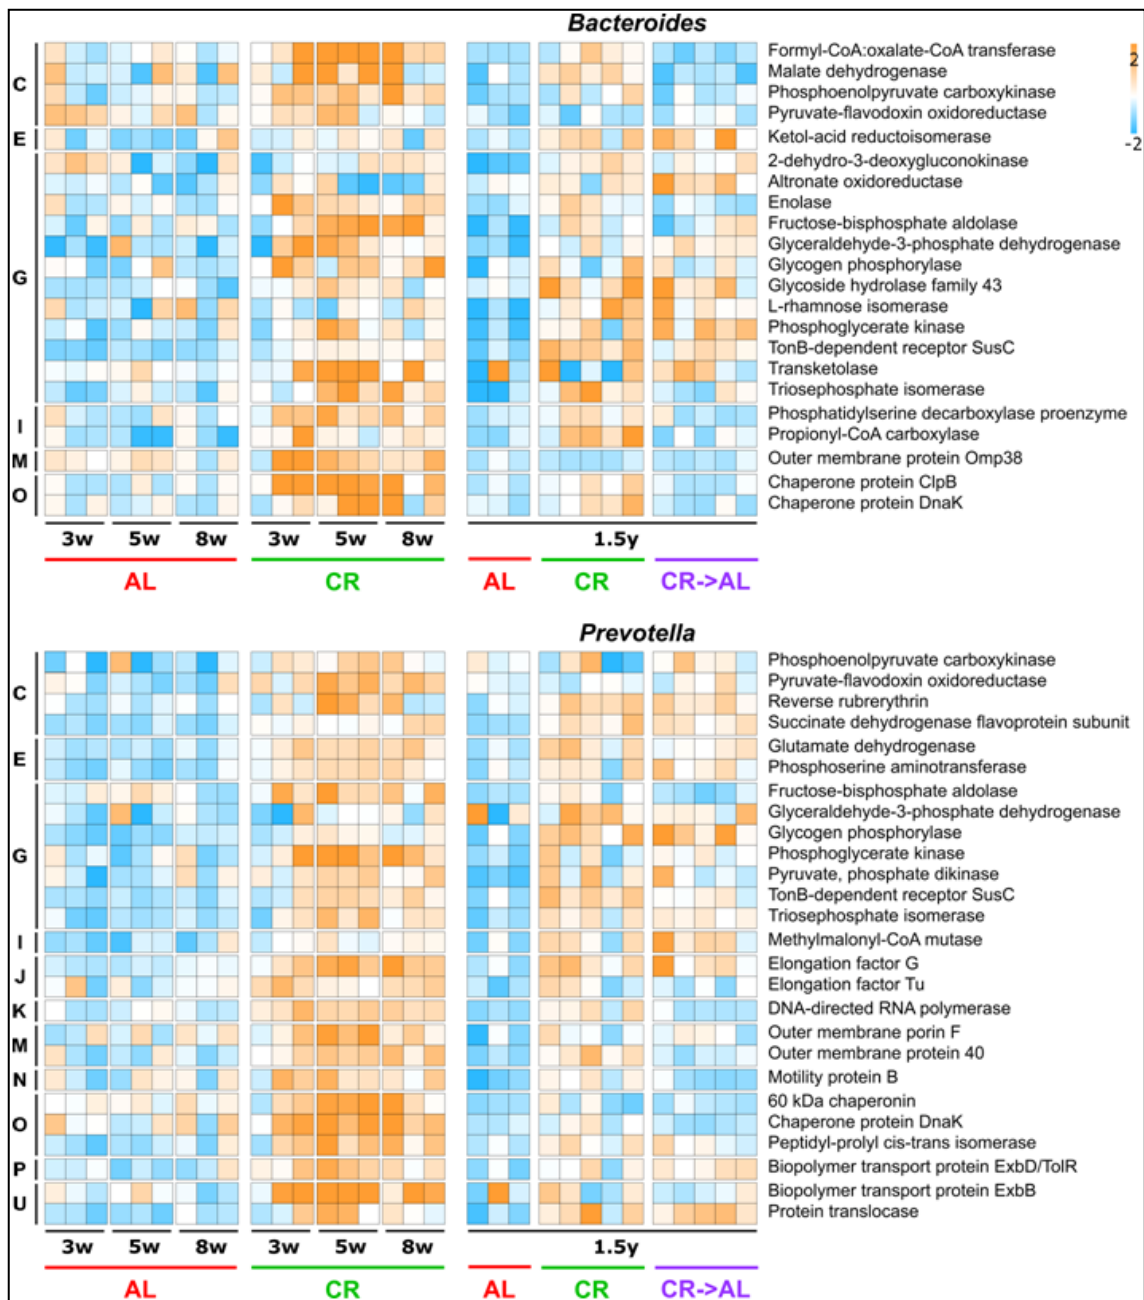 Bacteroides
C
Formyl-CoA:oxalate-CoA transferase
Malate dehydrogenase
Phosphoenolpyruvate carboxykinase
Pyruvate-flavodoxin oxidoreductase
2
-2
E
Ketol-acid reductoisomerase
G
2-dehydro-3-deoxygluconokinase
Altronate oxidoreductase
Enolase
Fructose-bisphosphate aldolase
Glyceraldehyde-3-phosphate dehydrogenase
Glycogen phosphorylase
Glycoside hydrolase family 43
L-rhamnose isomerase
Phosphoglycerate kinase
TonB-dependent receptor SusC
Transketolase
Triosephosphate isomerase
I
Phosphatidylserine decarboxylase proenzyme
Propionyl-CoA carboxylase
M
Outer membrane protein Omp38
O
Chaperone protein ClpB
Chaperone protein DnaK
3w 5w 8w 3w 5w 8w 1.5y
AL CR AL CR CR->AL
Prevotella
C
Phosphoenolpyruvate carboxykinase
Pyruvate-flavodoxin oxidoreductase
Reverse rubrerythrin
Succinate dehydrogenase flavoprotein subunit
E
Glutamate dehydrogenase
Phosphoserine aminotransferase
G
Fructose-bisphosphate aldolase
Glyceraldehyde-3-phosphate dehydrogenase
Glycogen phosphorylase
Phosphoglycerate kinase
Pyruvate, phosphate dikinase
TonB-dependent receptor SusC
Triosephosphate isomerase
I
Methylmalonyl-CoA mutase
J
Elongation factor G
Elongation factor Tu
K
DNA-directed RNA polymerase
M
Outer membrane porin F
Outer membrane protein 40
N
Motility protein B
O
60 kDa chaperonin
Chaperone protein DnaK
Peptidyl-prolyl cis-trans isomerase
P
Biopolymer transport protein ExbD/TolR
U
Biopolymer transport protein ExbB
Protein translocase
3w 5w 8w 3w 5w 8w 1.5y
AL CR AL CR CR->AL